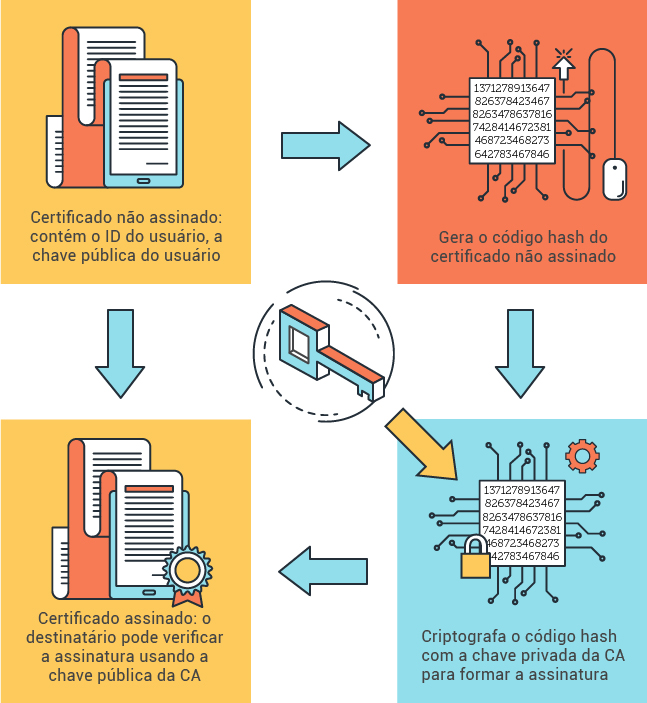 Certificado não assinado:
contém o ID do usuário, a
chave pública do usuário
1371278913647
826378423467
8263478637816
7428414672381
468723468273
642783467846
Gera o código hash do
certificado não assinado
Certificado assinado: o
destinatário pode verificar
a assinatura usando a
chave pública da CA
1371278913647
826378423467
8263478637816
7428414672381
468723468273
42783467846
Criptografa o código hash
com a chave privada da CA
para formar a assinatura